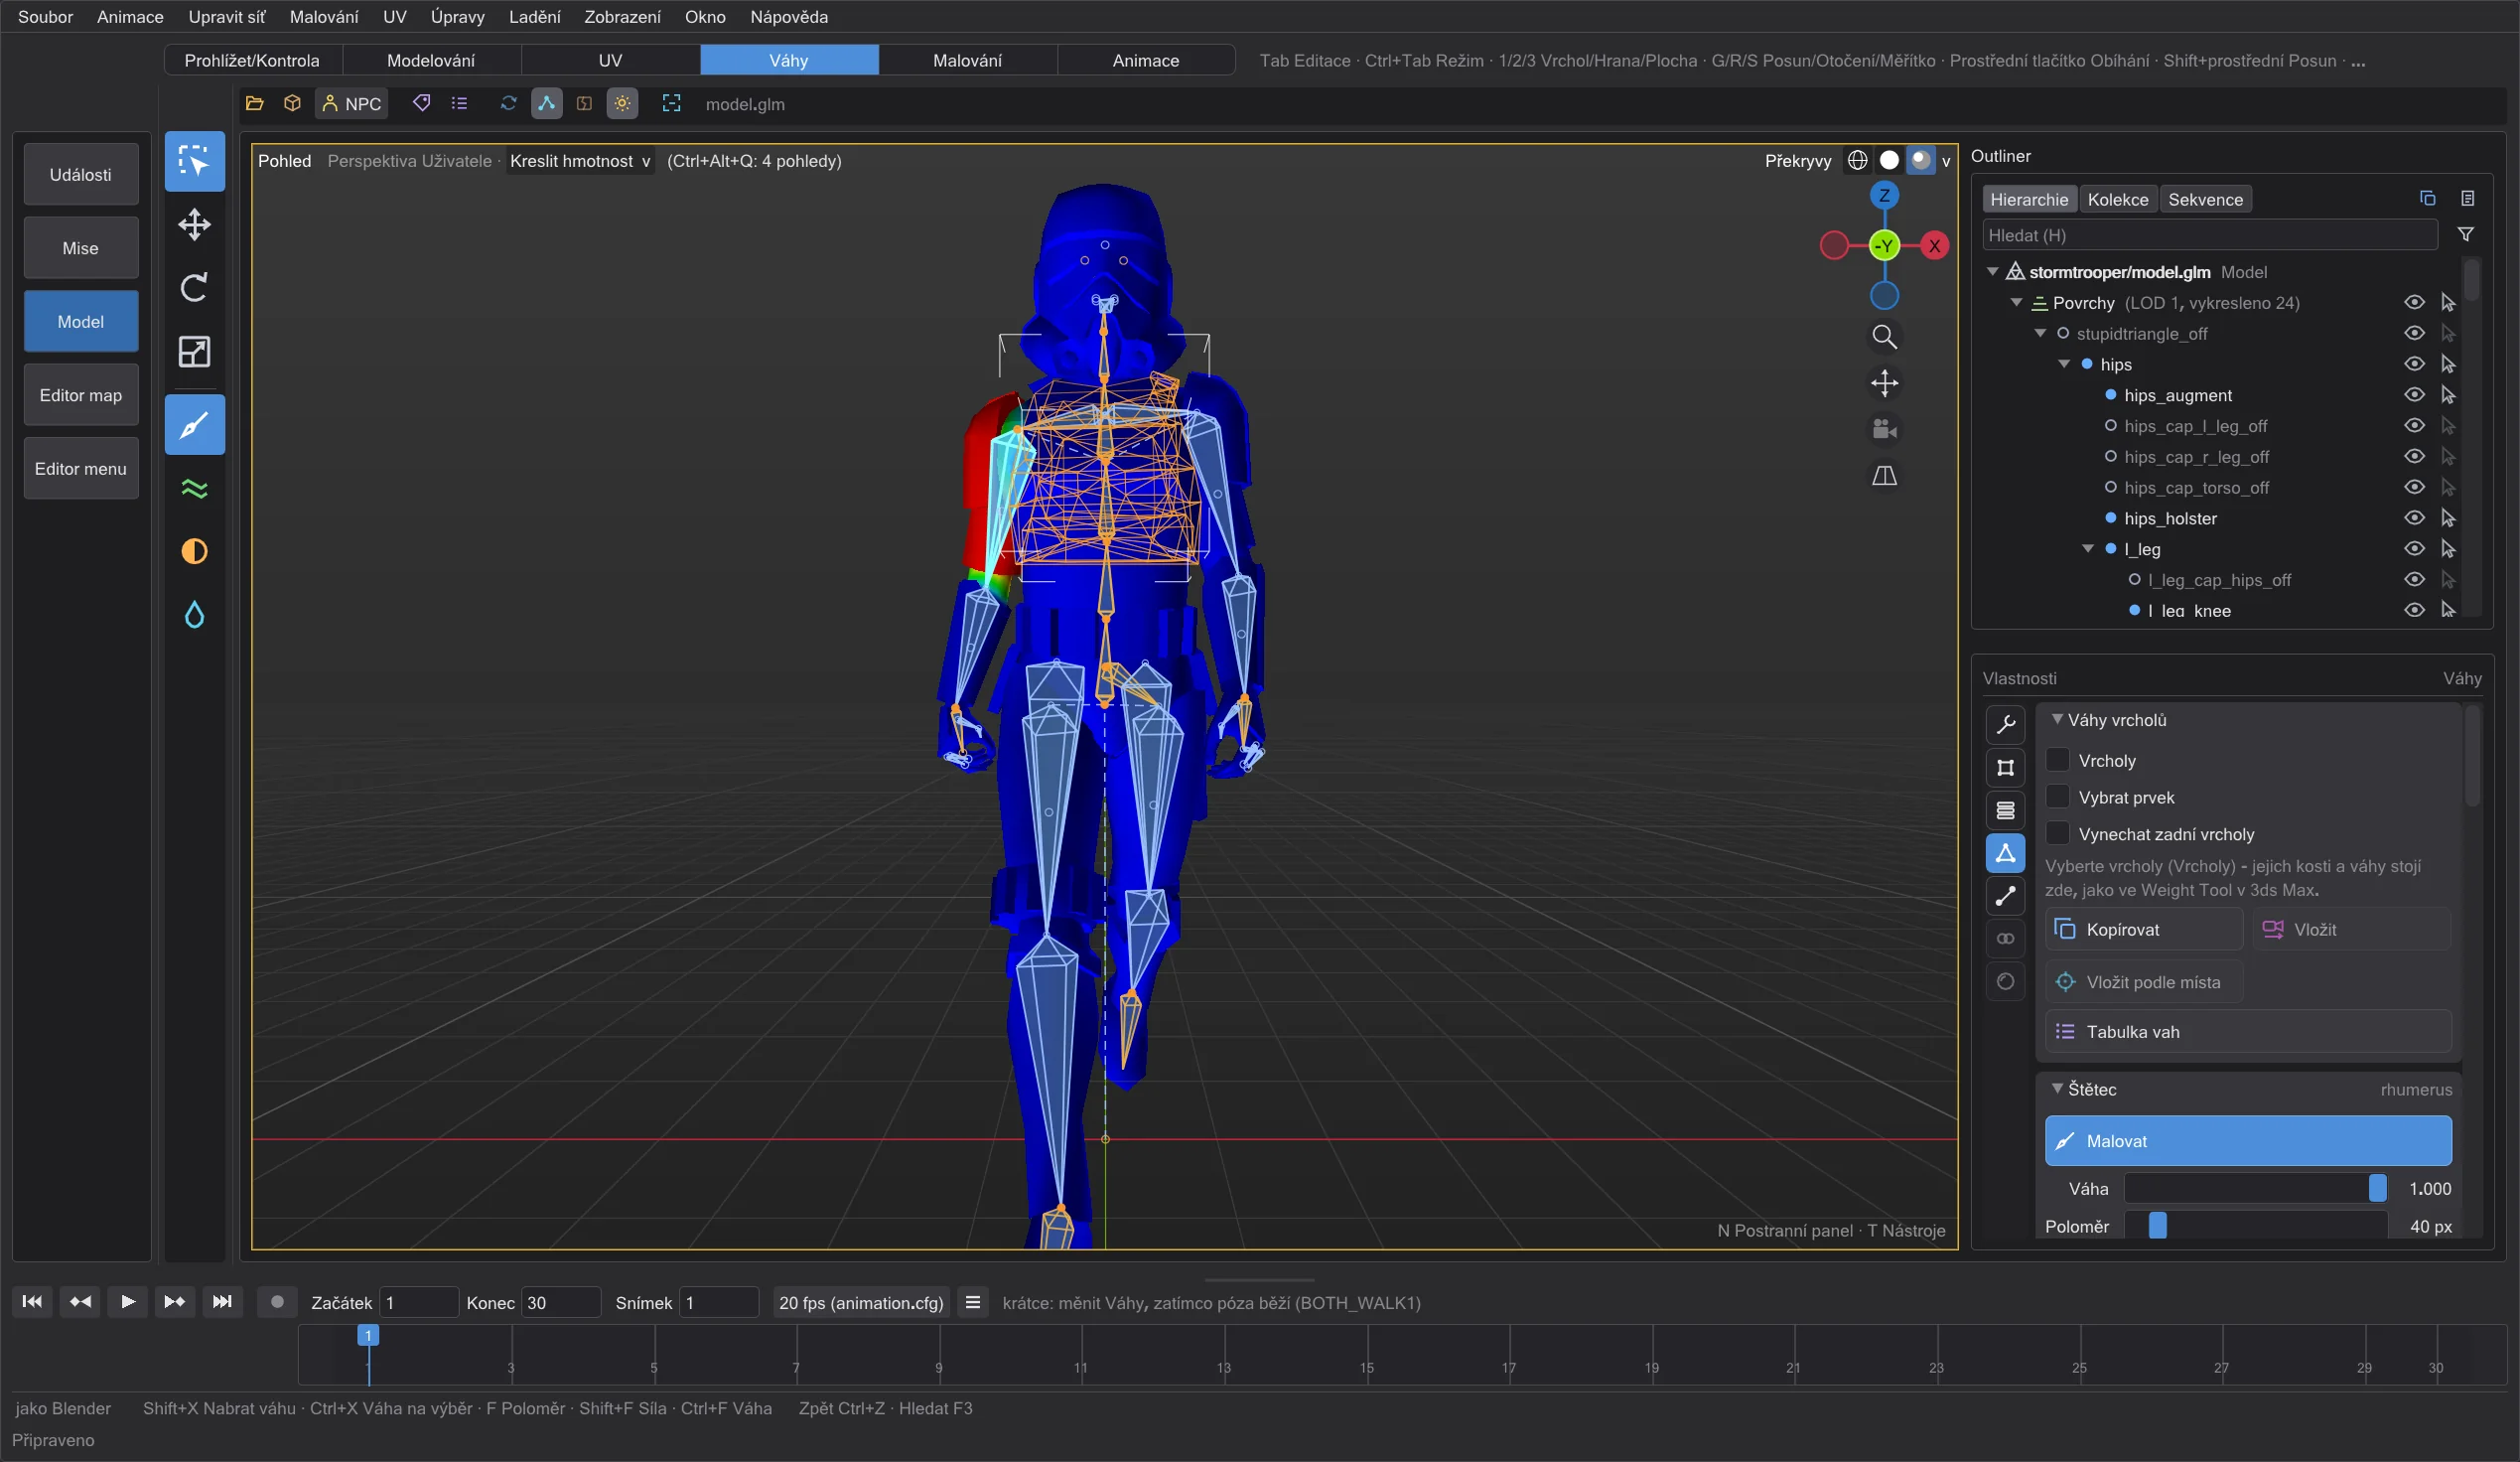 Soubor Animace Upravit síť Malování UV Úpravy Ladění Zobrazení Okno Nápověda
Prohlížet/Kontrola Modelování UV Váhy Malování Animace Tab Editace · Ctrl+Tab Režim · 1/2/3 Vrchol/Hrana/Plocha · G/R/S Posun/Otočení/Měřítko · Prostřední tlačítko Obíhání · Shift+prostřední Posun · ...
NPC model.glm
Události
Mise
Model
Editor map
Editor menu
Pohled Perspektiva Uživatele · Kreslit hmotnost v (Ctrl+Alt+Q: 4 pohledy)
Překryvy v
Z
-Y
X
N Postranní panel · T Nástroje
Outliner
Hierarchie Kolekce Sekvence
Hledat (H)
stormtrooper/model.glm Model
Povrchy (LOD 1, vykresleno 24)
stupidtriangle_off
hips
hips_augment
hips_cap_l_leg_off
hips_cap_r_leg_off
hips_cap_torso_off
hips_holster
l_leg
l_leg_cap_hips_off
l_leg_knee
Vlastnosti Váhy
Váhy vrcholů
Vrcholy
Vybrat prvek
Vynechat zadní vrcholy
Vyberte vrcholy (Vrcholy) - jejich kosti a váhy stojí
zde, jako ve Weight Tool v 3ds Max.
Kopírovat Vložit
Vložit podle místa
Tabulka vah
Štětec rhumerus
Malovat
Váha 1.000
Poloměr 40 px
Začátek 1 Konec 30 Snímek 1 20 fps (animation.cfg) krátce: měnit Váhy, zatímco póza běží (BOTH_WALK1)
1
1 3 5 7 9 11 13 15 17 19 21 23 25 27 29 30
jako Blender Shift+X Nabrat váhu · Ctrl+X Váha na výběr · F Poloměr · Shift+F Síla · Ctrl+F Váha Zpět Ctrl+Z · Hledat F3
Připraveno